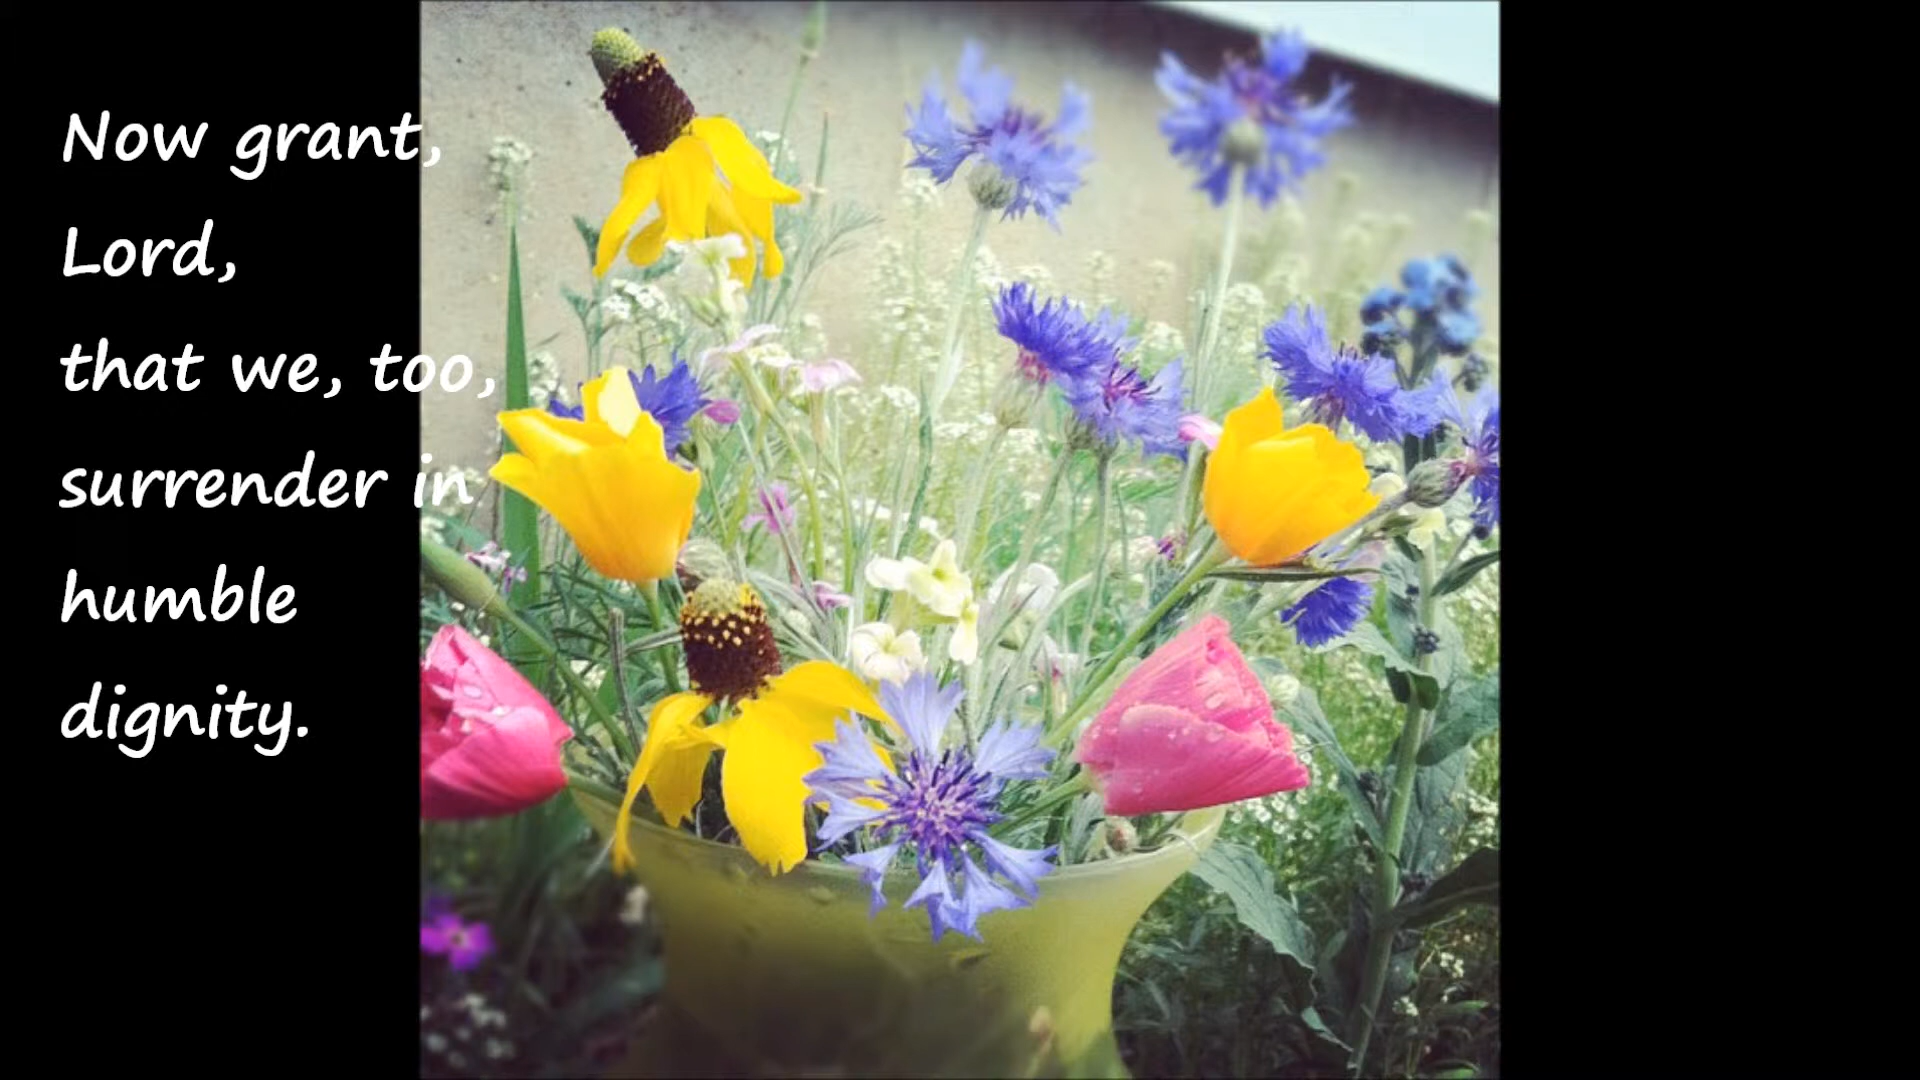 Now grant,
Lord,
that we, too,
surrender in
humble
dignity.